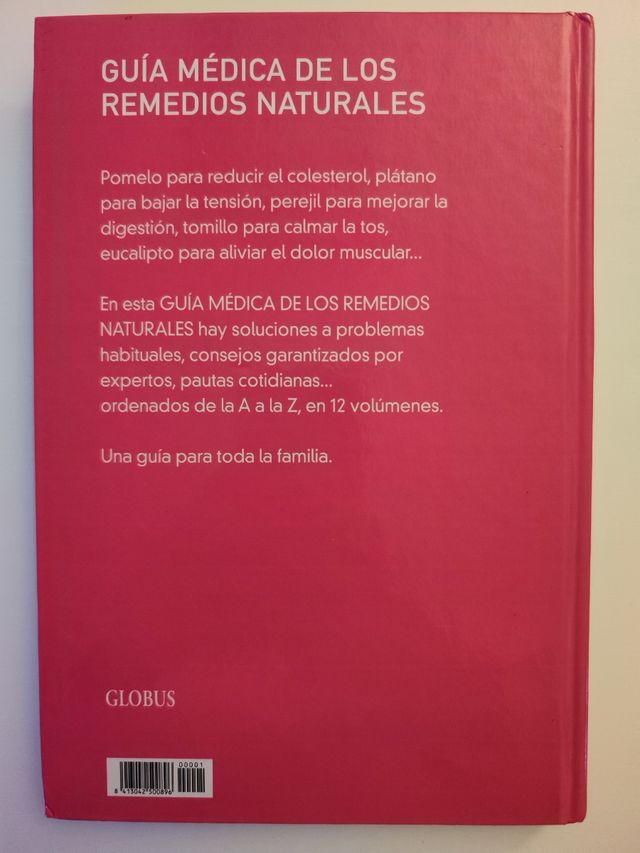 GUÍA MÉDICA DE LOS
REMEDIOS NATURALES
Pomelo para reducir el colesterol, plátano
para bajar la tensión, perejil para mejorar la
digestión, tomillo para calmar la tos,
eucalipto para aliviar el dolor muscular...
En esta GUÍA MÉDICA DE LOS REMEDIOS
NATURALES hay soluciones a problemas
habituales, consejos garantizados por
expertos, pautas cotidianas...
ordenados de la A a la Z, en 12 volúmenes.
Una guía para toda la familia.
GLOBUS
00001
8 413042 500896